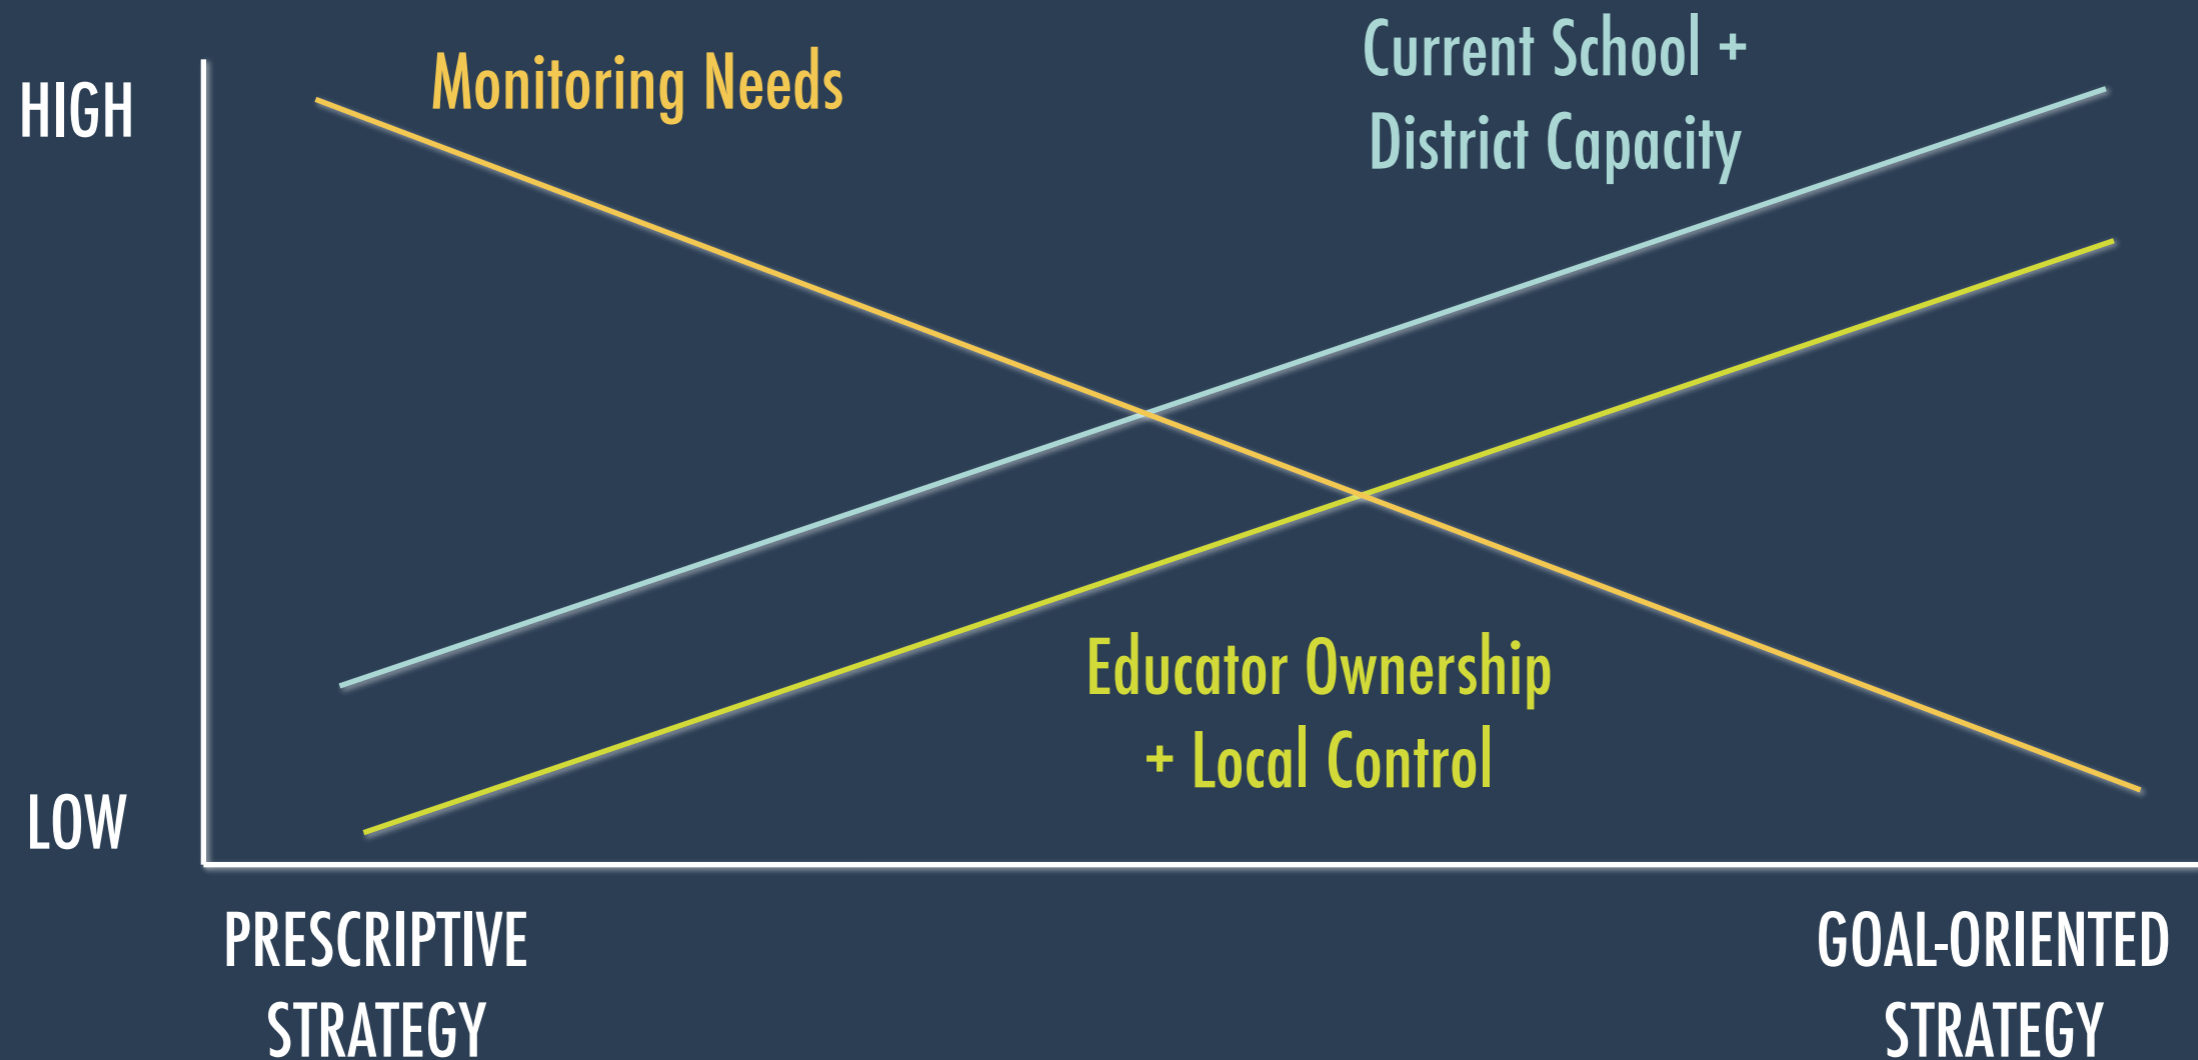 HIGH
Monitoring Needs
Current School +
District Capacity
Educator Ownership
+ Local Control
LOW
PRESCRIPTIVE
STRATEGY
GOAL-ORIENTED
STRATEGY